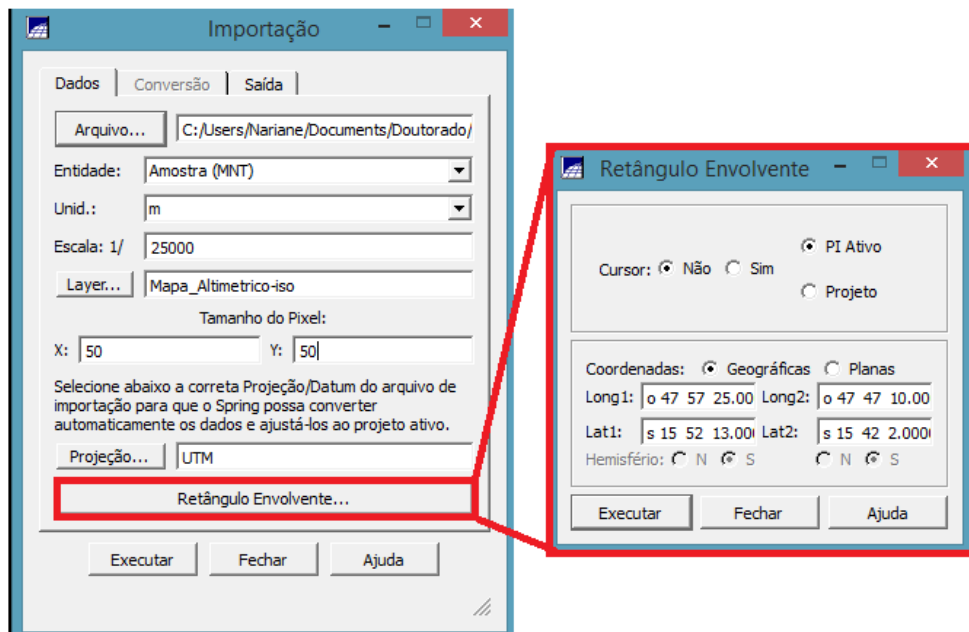 Importação
Dados Conversão Saída
Arquivo... C:/Users/Nariane/Documents/Doutorado/
Entidade: Amostra (MNT)
Unid.: m
Escala: 1/ 25000
Layer... Mapa_Altimetrico-iso
Tamanho do Pixel:
X: 50 Y: 50
Selecione abaixo a correta Projeção/Datum do arquivo de
importação para que o Spring possa converter
automaticamente os dados e ajustá-los ao projeto ativo.
Projeção... UTM
Retângulo Envolvente...
Executar Fechar Ajuda
Retângulo Envolvente
PI Ativo
Cursor: Não Sim
Projeto
Coordenadas: Geográficas Planas
Long1: o 47 57 25.00 Long2: o 47 47 10.00
Lat1: s 15 52 13.00 Lat2: s 15 42 2.000
Hemisfério: N S N S
Executar Fechar Ajuda